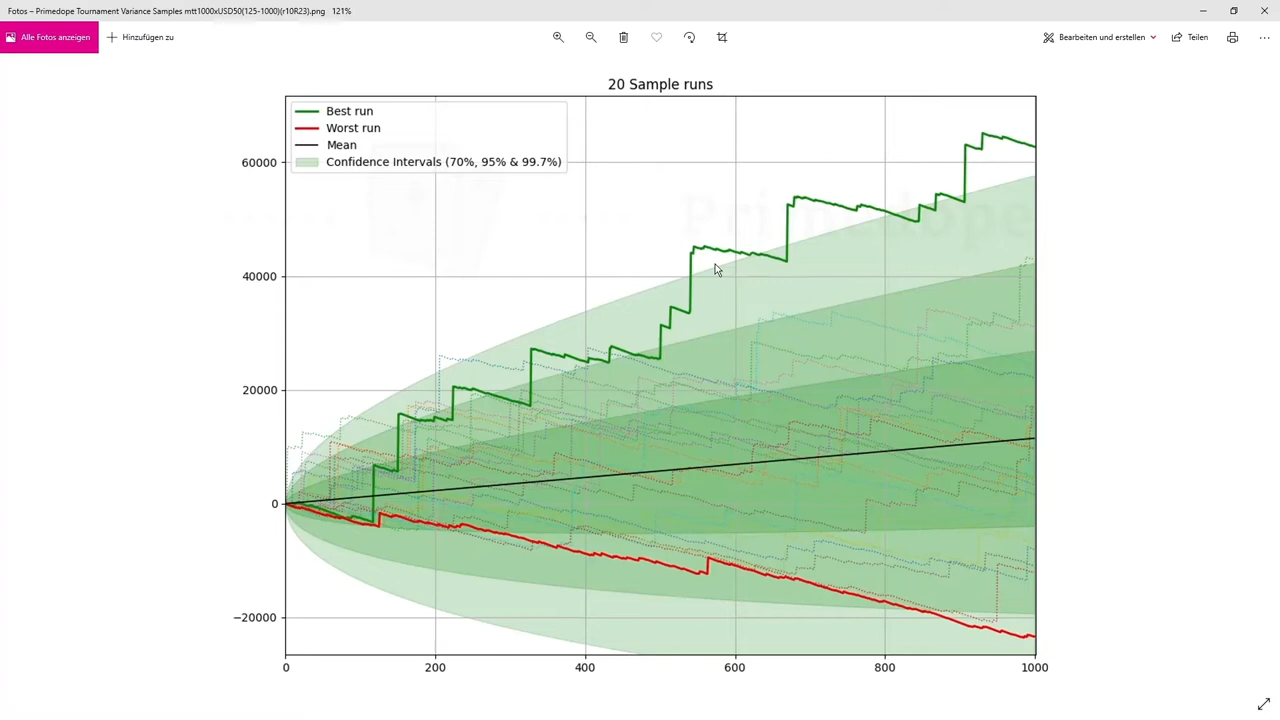 Fotos – Primedope Tournament Variance Samples mtt1000xUSD50(125-1000)(r10R23).png 121%
Alle Fotos anzeigen
Hinzufügen zu
Bearbeiten und erstellen
Teilen
20 Sample runs
Best run
Worst run
Mean
Confidence Intervals (70%, 95% & 99.7%)
Primedope
60000
40000
20000
0
−20000
0 200 400 600 800 1000